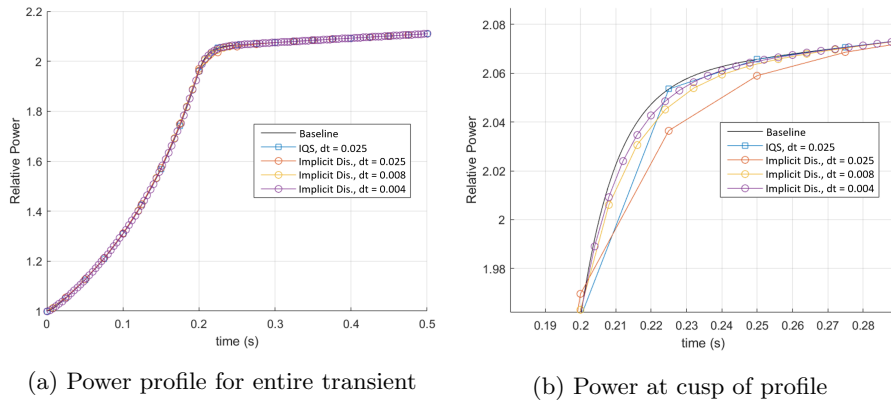 2.2
2
1.8
1.6
1.4
1.2
1
Relative Power
0
0.1
0.2
0.3
0.4
0.5
time (s)
Baseline
IQS, dt = 0.025
Implicit Dis., dt = 0.025
Implicit Dis., dt = 0.008
Implicit Dis., dt = 0.004
(a) Power profile for entire transient
2.08
2.06
2.04
2.02
2
1.98
Relative Power
0.19
0.2
0.21
0.22
0.23
0.24
0.25
0.26
0.27
0.28
time (s)
Baseline
IQS, dt = 0.025
Implicit Dis., dt = 0.025
Implicit Dis., dt = 0.008
Implicit Dis., dt = 0.004
(b) Power at cusp of profile